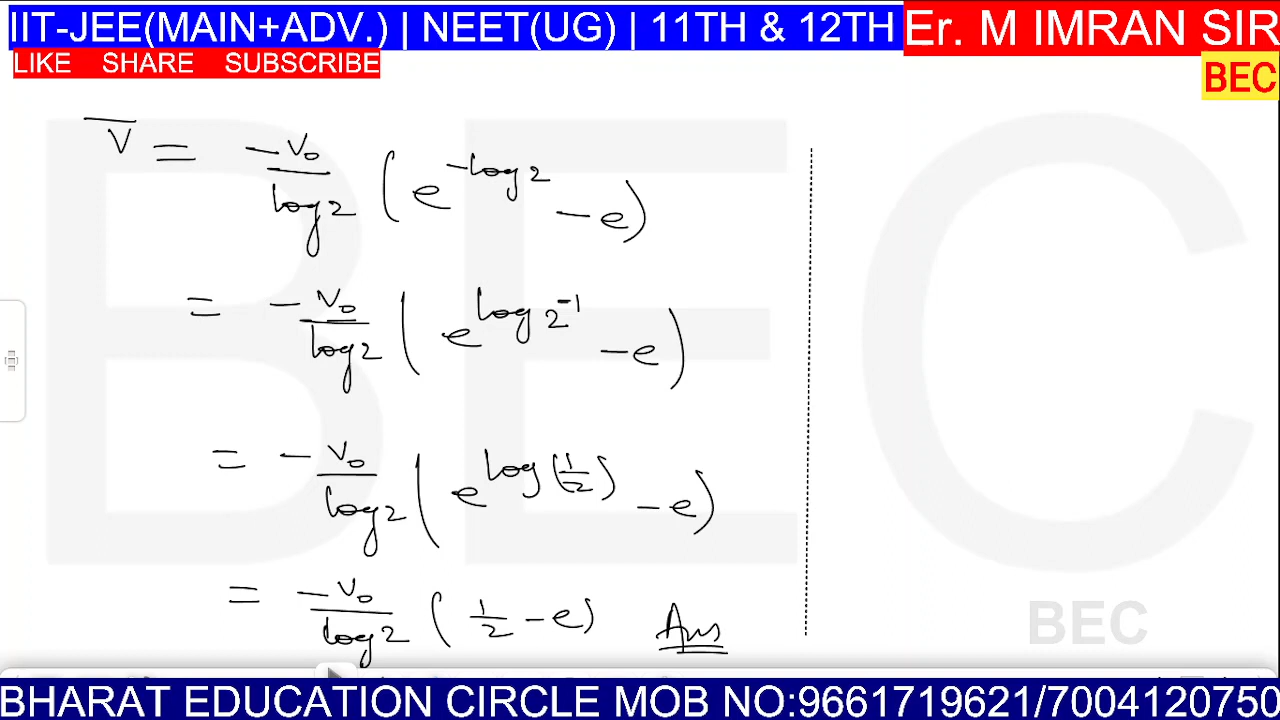 IIT-JEE(MAIN+ADV.) | NEET(UG) | 11TH & 12TH Er. M IMRAN SIR
LIKE SHARE SUBSCRIBE
BEC
V̅ = -V₀/log2 (e^(-log2) - e)
= -V₀/log2 (e^(log2⁻¹) - e)
= -V₀/log2 (e^(log(1/2)) - e)
= -V₀/log2 (1/2 - e) Ans
BEC
BEC
BHARAT EDUCATION CIRCLE MOB NO:9661719621/7004120750